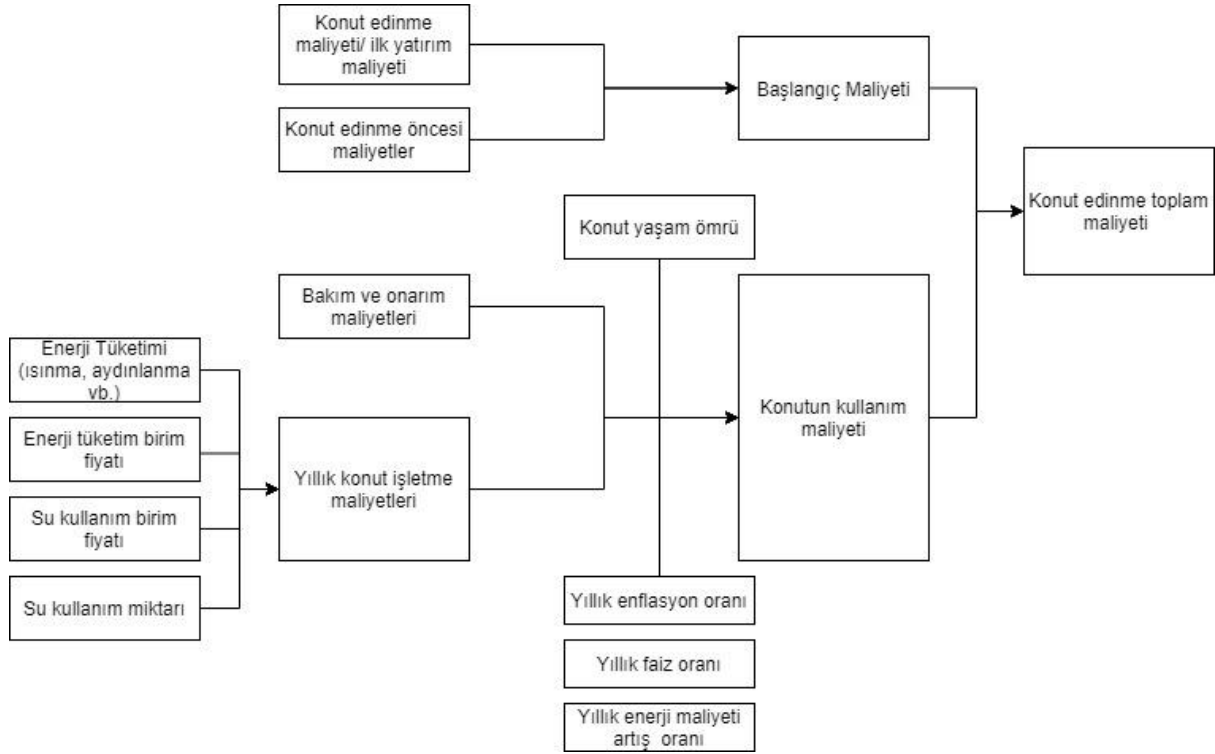 Konut edinme
maliyeti/ ilk yatırım
maliyeti
Konut edinme öncesi
maliyetler
Başlangıç Maliyeti
Konut edinme toplam
maliyeti
Konut yaşam ömrü
Bakım ve onarım
maliyetleri
Enerji Tüketimi
(ısınma, aydınlanma
vb.)
Enerji tüketim birim
fiyatı
Su kullanım birim
fiyatı
Su kullanım miktarı
Yıllık konut işletme
maliyetleri
Konutun kullanım
maliyeti
Yıllık enflasyon oranı
Yıllık faiz oranı
Yıllık enerji maliyeti
artış oranı